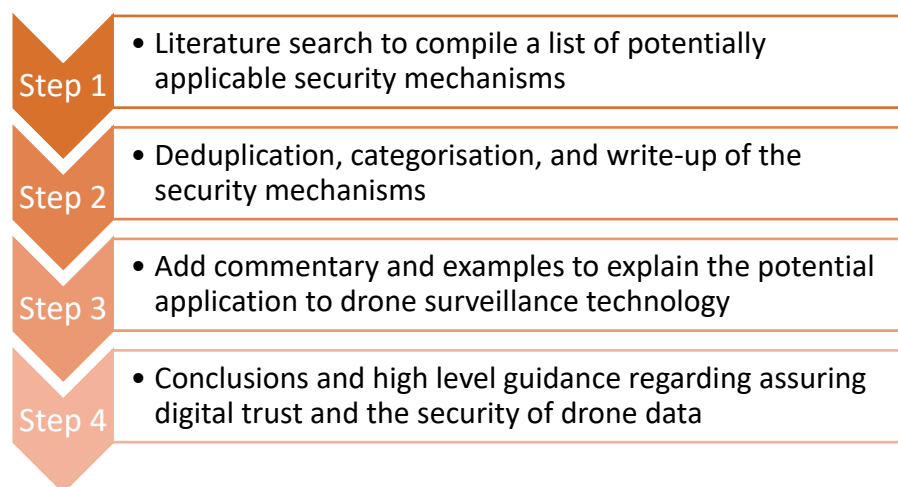 Step 1
• Literature search to compile a list of potentially
applicable security mechanisms
Step 2
• Deduplication, categorisation, and write-up of the
security mechanisms
Step 3
• Add commentary and examples to explain the potential
application to drone surveillance technology
Step 4
• Conclusions and high level guidance regarding assuring
digital trust and the security of drone data